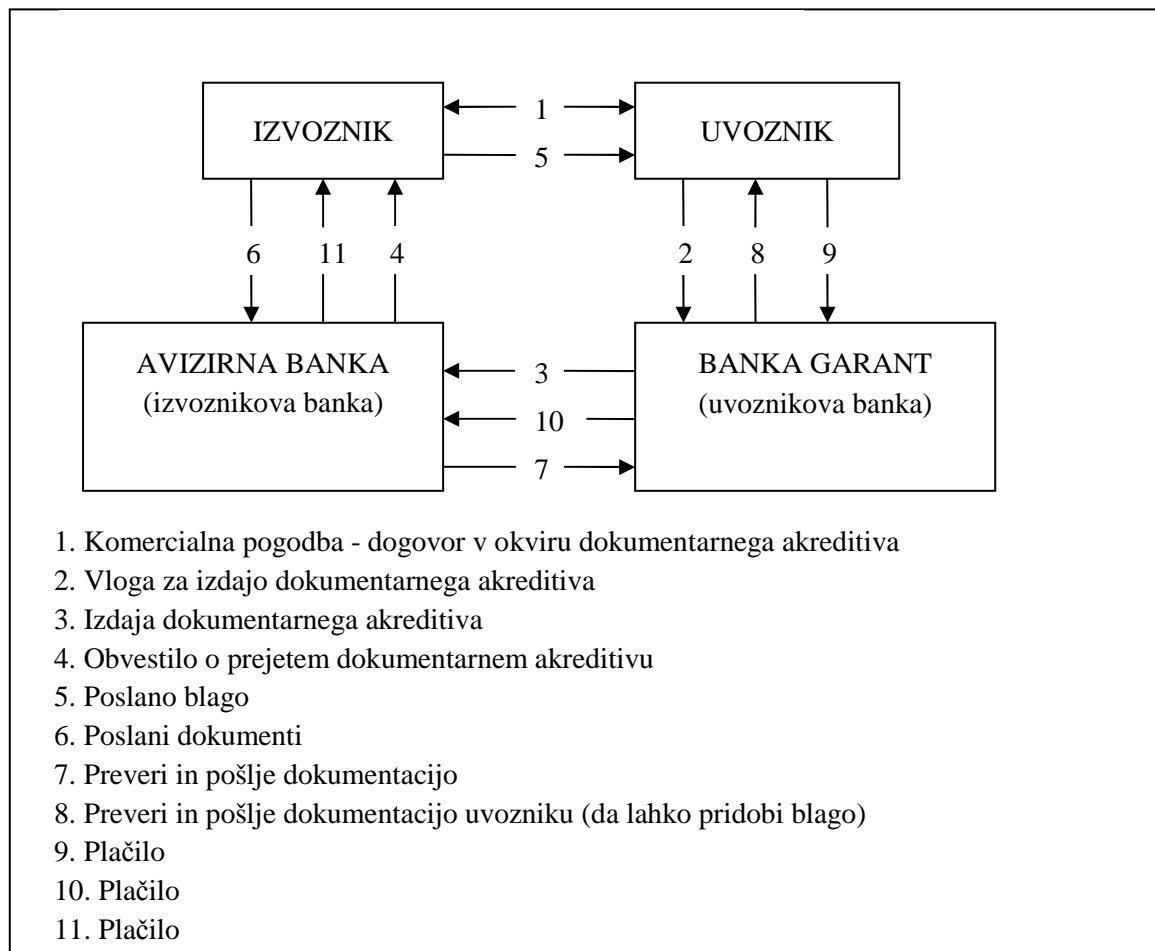 IZVOZNIK
1
5
UVOZNIK
6
11
4
2
8
9
AVIZIRNA BANKA
(izvoznikova banka)
3
10
7
BANKA GARANT
(uvoznikova banka)
1. Komercialna pogodba - dogovor v okviru dokumentarnega akreditiva
2. Vloga za izdajo dokumentarnega akreditiva
3. Izdaja dokumentarnega akreditiva
4. Obvestilo o prejetem dokumentarnem akreditivu
5. Poslano blago
6. Poslani dokumenti
7. Preveri in pošlje dokumentacijo
8. Preveri in pošlje dokumentacijo uvozniku (da lahko pridobi blago)
9. Plačilo
10. Plačilo
11. Plačilo